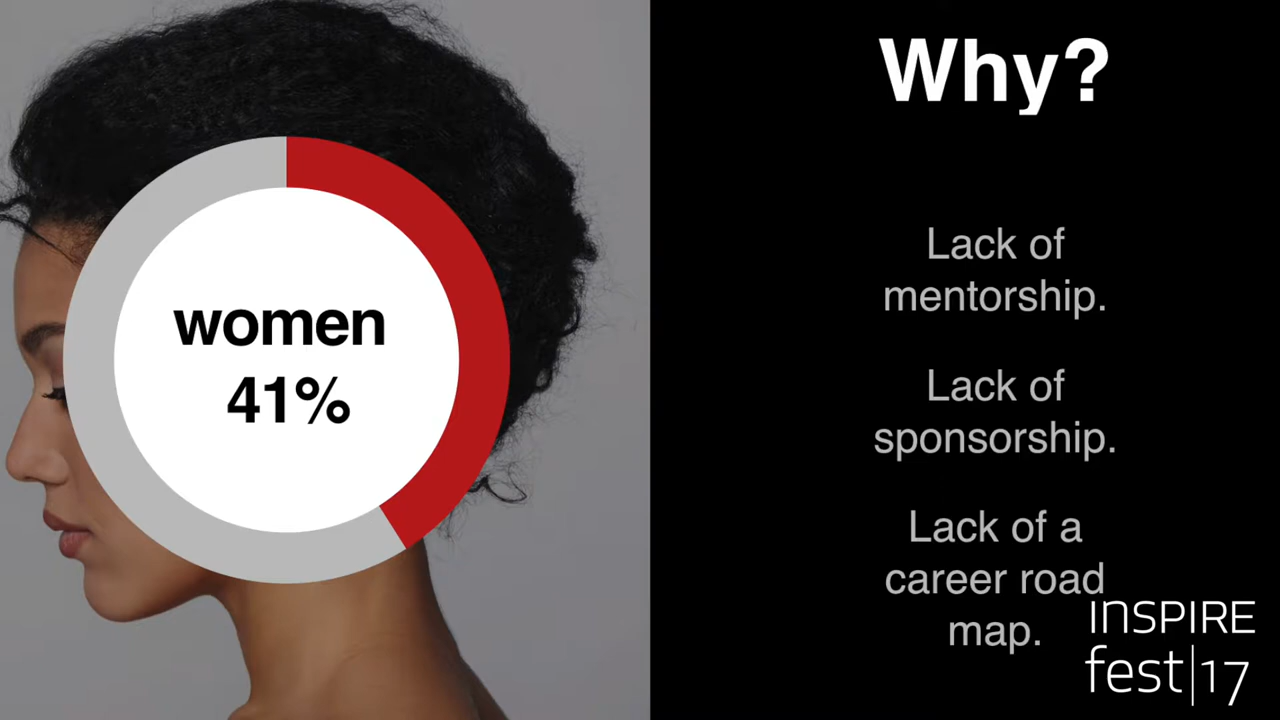 women
41%
Why?
Lack of
mentorship.
Lack of
sponsorship.
Lack of a
career road
map.
INSPIRE
fest|17